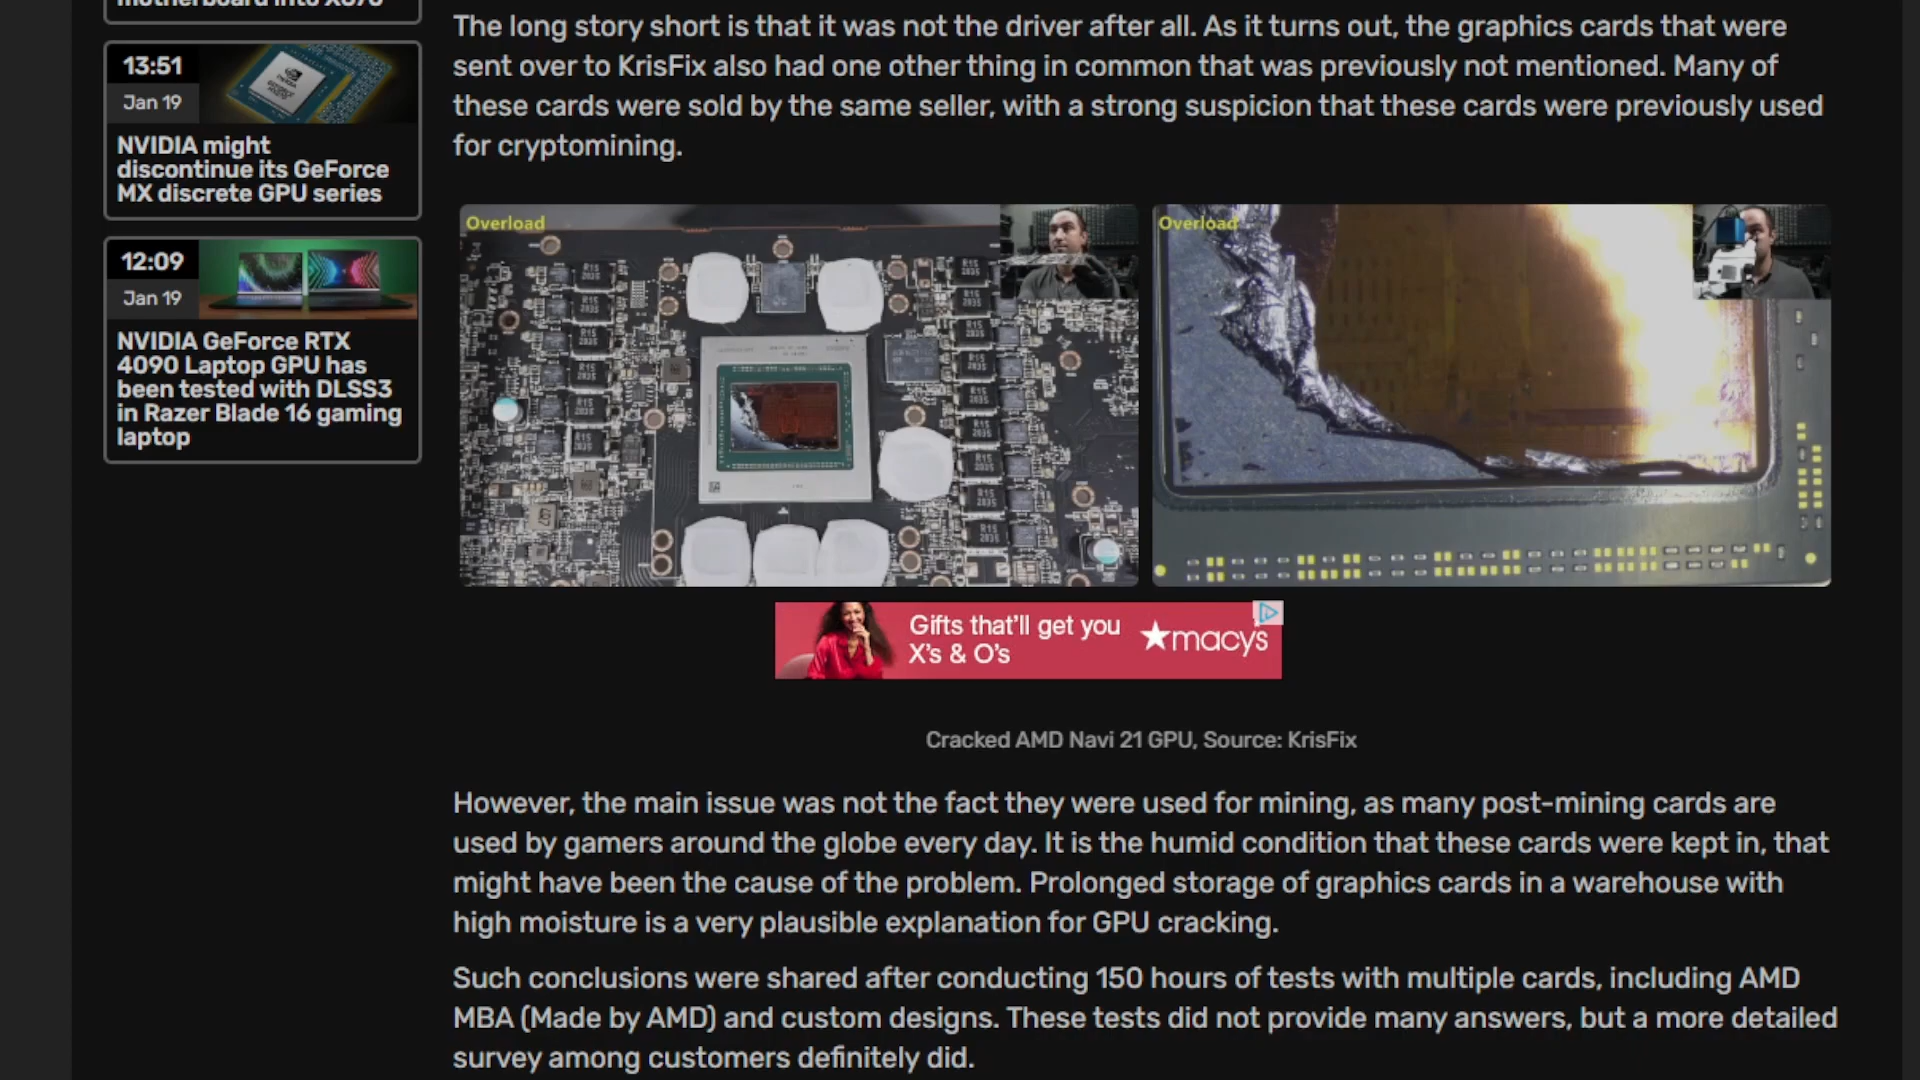 13:51
Jan 19
NVIDIA might
discontinue its GeForce
MX discrete GPU series
12:09
Jan 19
NVIDIA GeForce RTX
4090 Laptop GPU has
been tested with DLSS3
in Razer Blade 16 gaming
laptop
The long story short is that it was not the driver after all. As it turns out, the graphics cards that were
sent over to KrisFix also had one other thing in common that was previously not mentioned. Many of
these cards were sold by the same seller, with a strong suspicion that these cards were previously used
for cryptomining.
Overload
Overload
Gifts that'll get you
X's & O's
macy's
Cracked AMD Navi 21 GPU, Source: KrisFix
However, the main issue was not the fact they were used for mining, as many post-mining cards are
used by gamers around the globe every day. It is the humid condition that these cards were kept in, that
might have been the cause of the problem. Prolonged storage of graphics cards in a warehouse with
high moisture is a very plausible explanation for GPU cracking.
Such conclusions were shared after conducting 150 hours of tests with multiple cards, including AMD
MBA (Made by AMD) and custom designs. These tests did not provide many answers, but a more detailed
survey among customers definitely did.